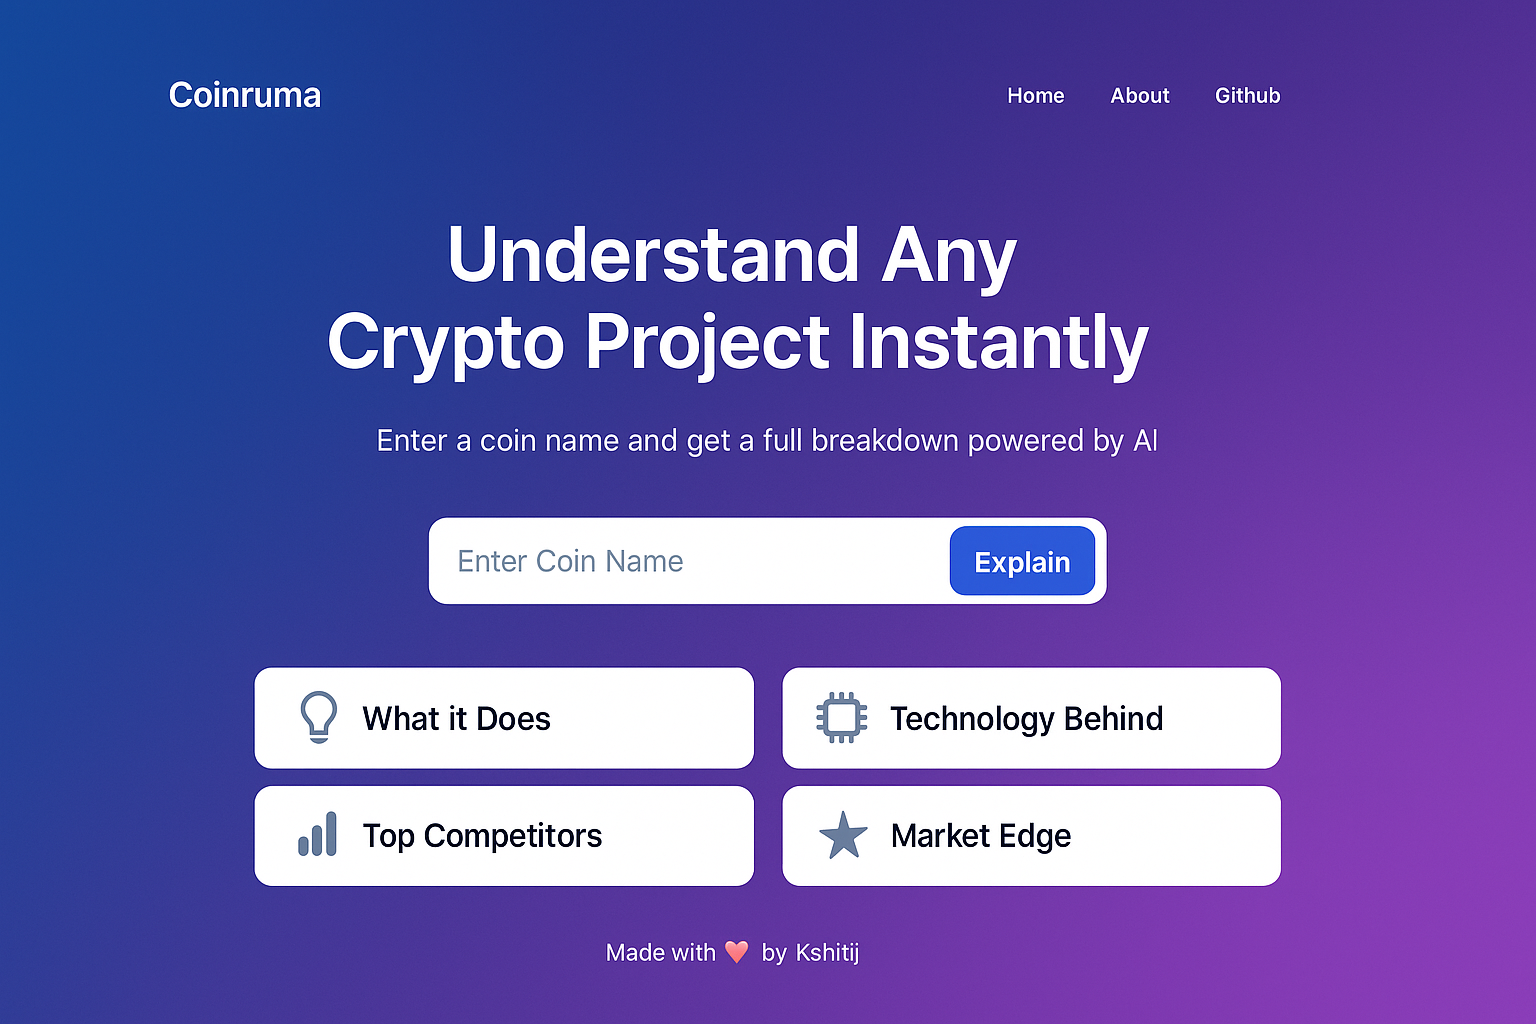 Coinruma
Home About Github
Understand Any
Crypto Project Instantly
Enter a coin name and get a full breakdown powered by AI
Enter Coin Name Explain
What it Does
Technology Behind
Top Competitors
Market Edge
Made with ❤️ by Kshitij